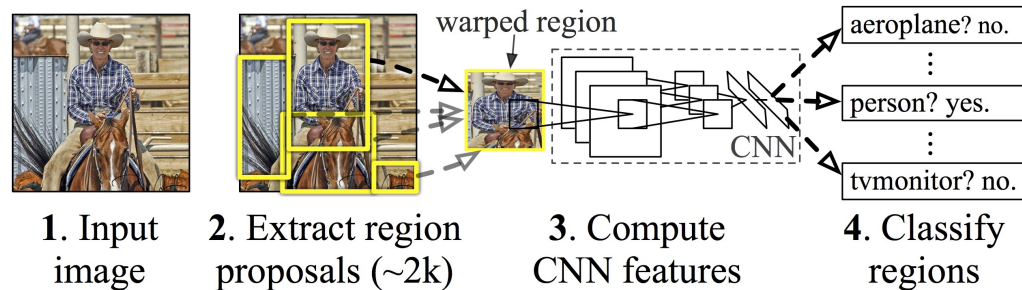 warped region
aeroplane? no.
person? yes.
CNN
tvmonitor? no.
1. Input
image
2. Extract region
proposals (~2k)
3. Compute
CNN features
4. Classify
regions